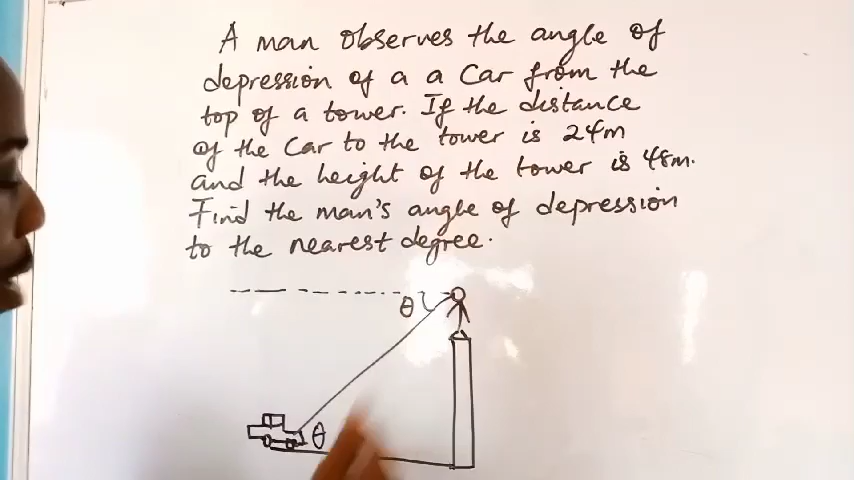 A man observes the angle of
depression of a a Car from the
top of a tower. If the distance
of the Car to the tower is 24m
and the height of the tower is 48m.
Find the man's angle of depression
to the nearest degree.
θ
θ